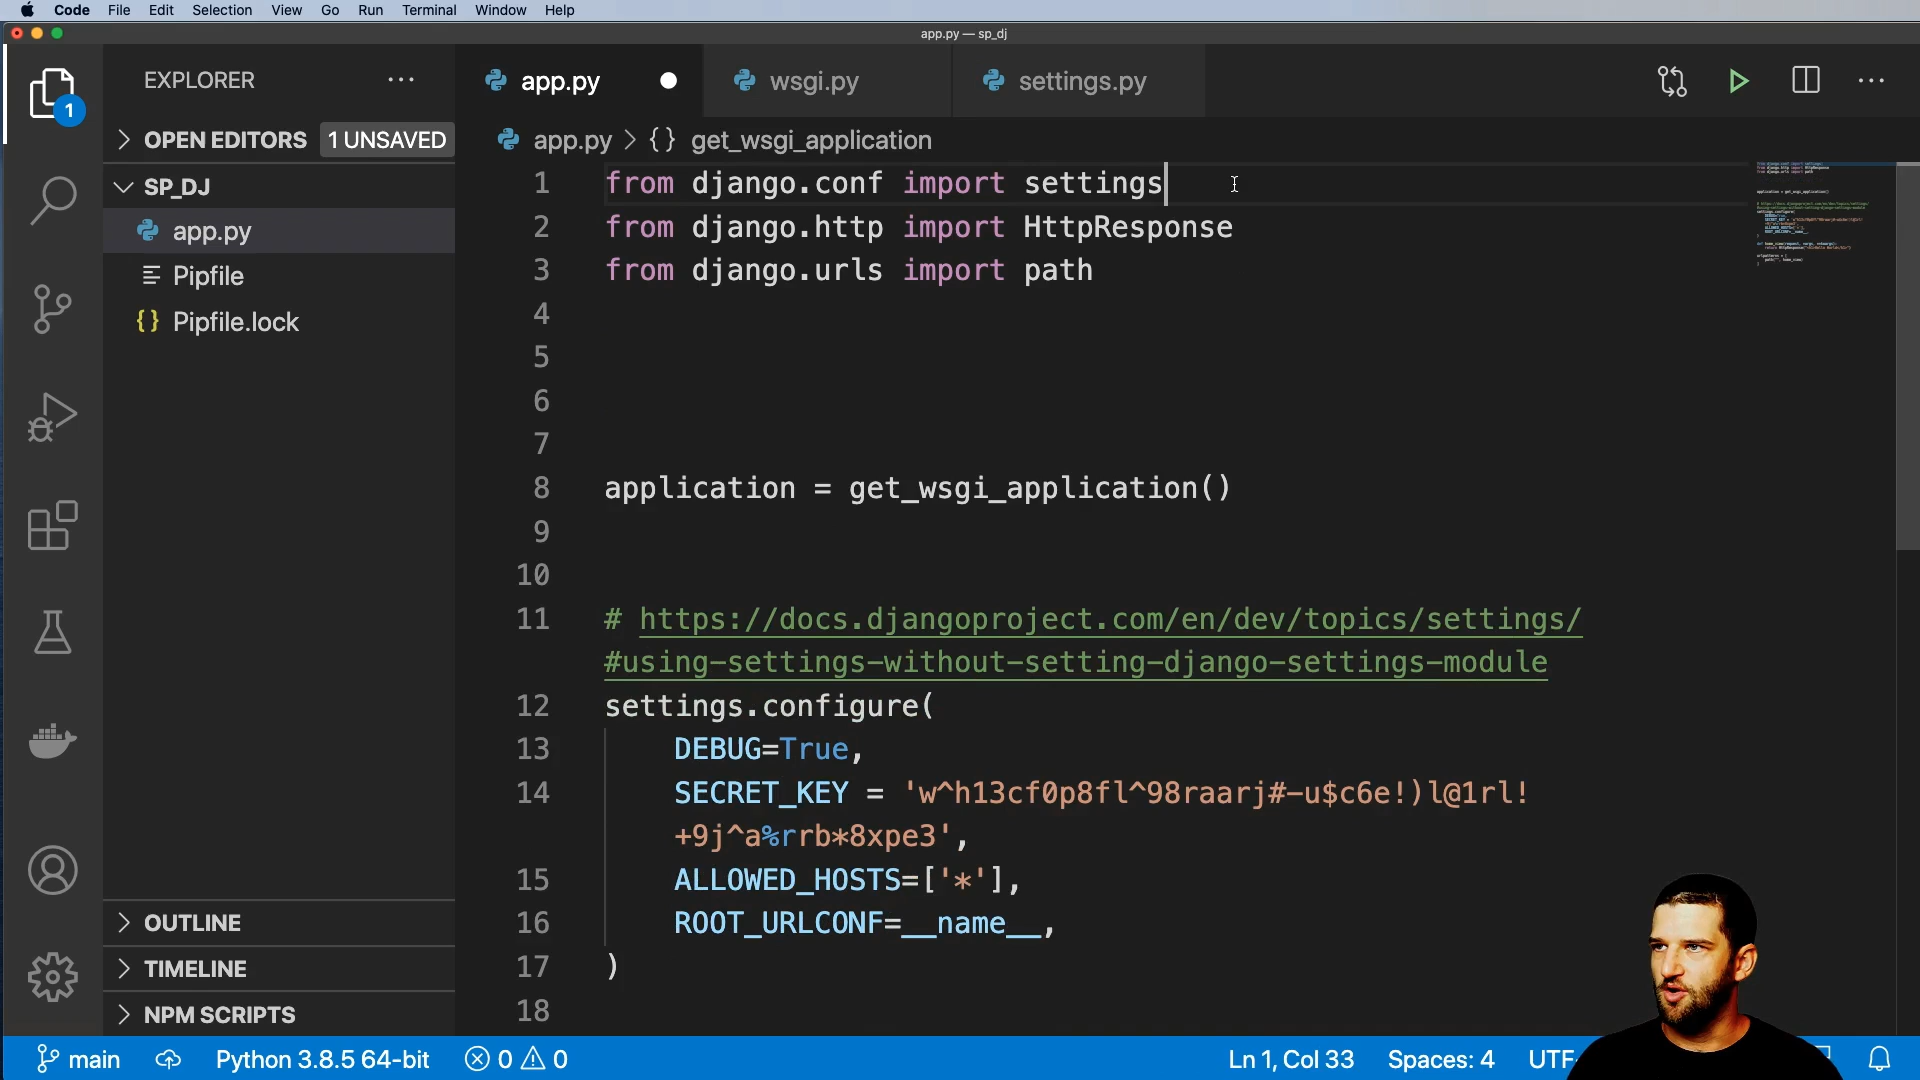 Code File Edit Selection View Go Run Terminal Window Help
app.py — sp_dj
EXPLORER
1
OPEN EDITORS 1 UNSAVED
SP_DJ
app.py
Pipfile
{} Pipfile.lock
OUTLINE
TIMELINE
NPM SCRIPTS
app.py wsgi.py settings.py
app.py > {} get_wsgi_application
1 from django.conf import settings
2 from django.http import HttpResponse
3 from django.urls import path
4
5
6
7
8 application = get_wsgi_application()
9
10
11 # https://docs.djangoproject.com/en/dev/topics/settings/
#using-settings-without-setting-django-settings-module
12 settings.configure(
13 DEBUG=True,
14 SECRET_KEY = 'w^h13cf0p8fl^98raarj#-u$c6e!)l@1rl!
+9j^a%rrb*8xpe3',
15 ALLOWED_HOSTS=['*'],
16 ROOT_URLCONF=__name__,
17 )
18
main Python 3.8.5 64-bit 0 0 Ln 1, Col 33 Spaces: 4 UTF-